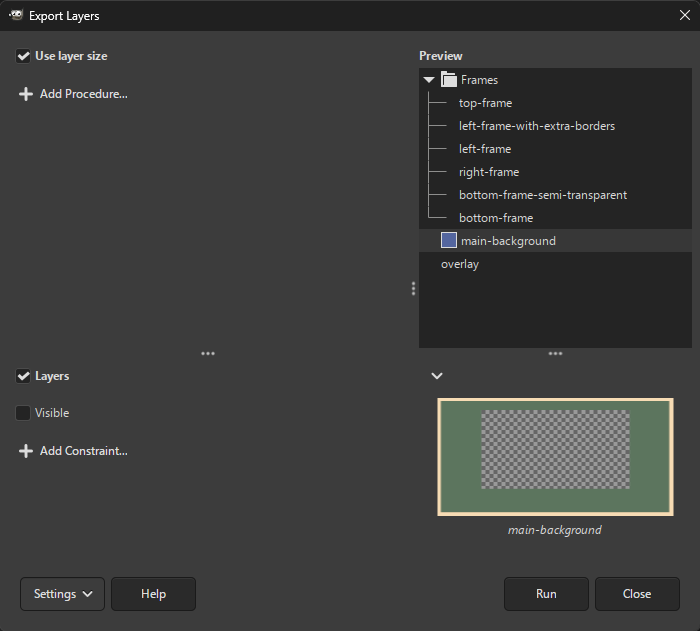 Export Layers
Use layer size
Add Procedure...
Preview
Frames
top-frame
left-frame-with-extra-borders
left-frame
right-frame
bottom-frame-semi-transparent
bottom-frame
main-background
overlay
Layers
Visible
Add Constraint...
main-background
Settings
Help
Run
Close